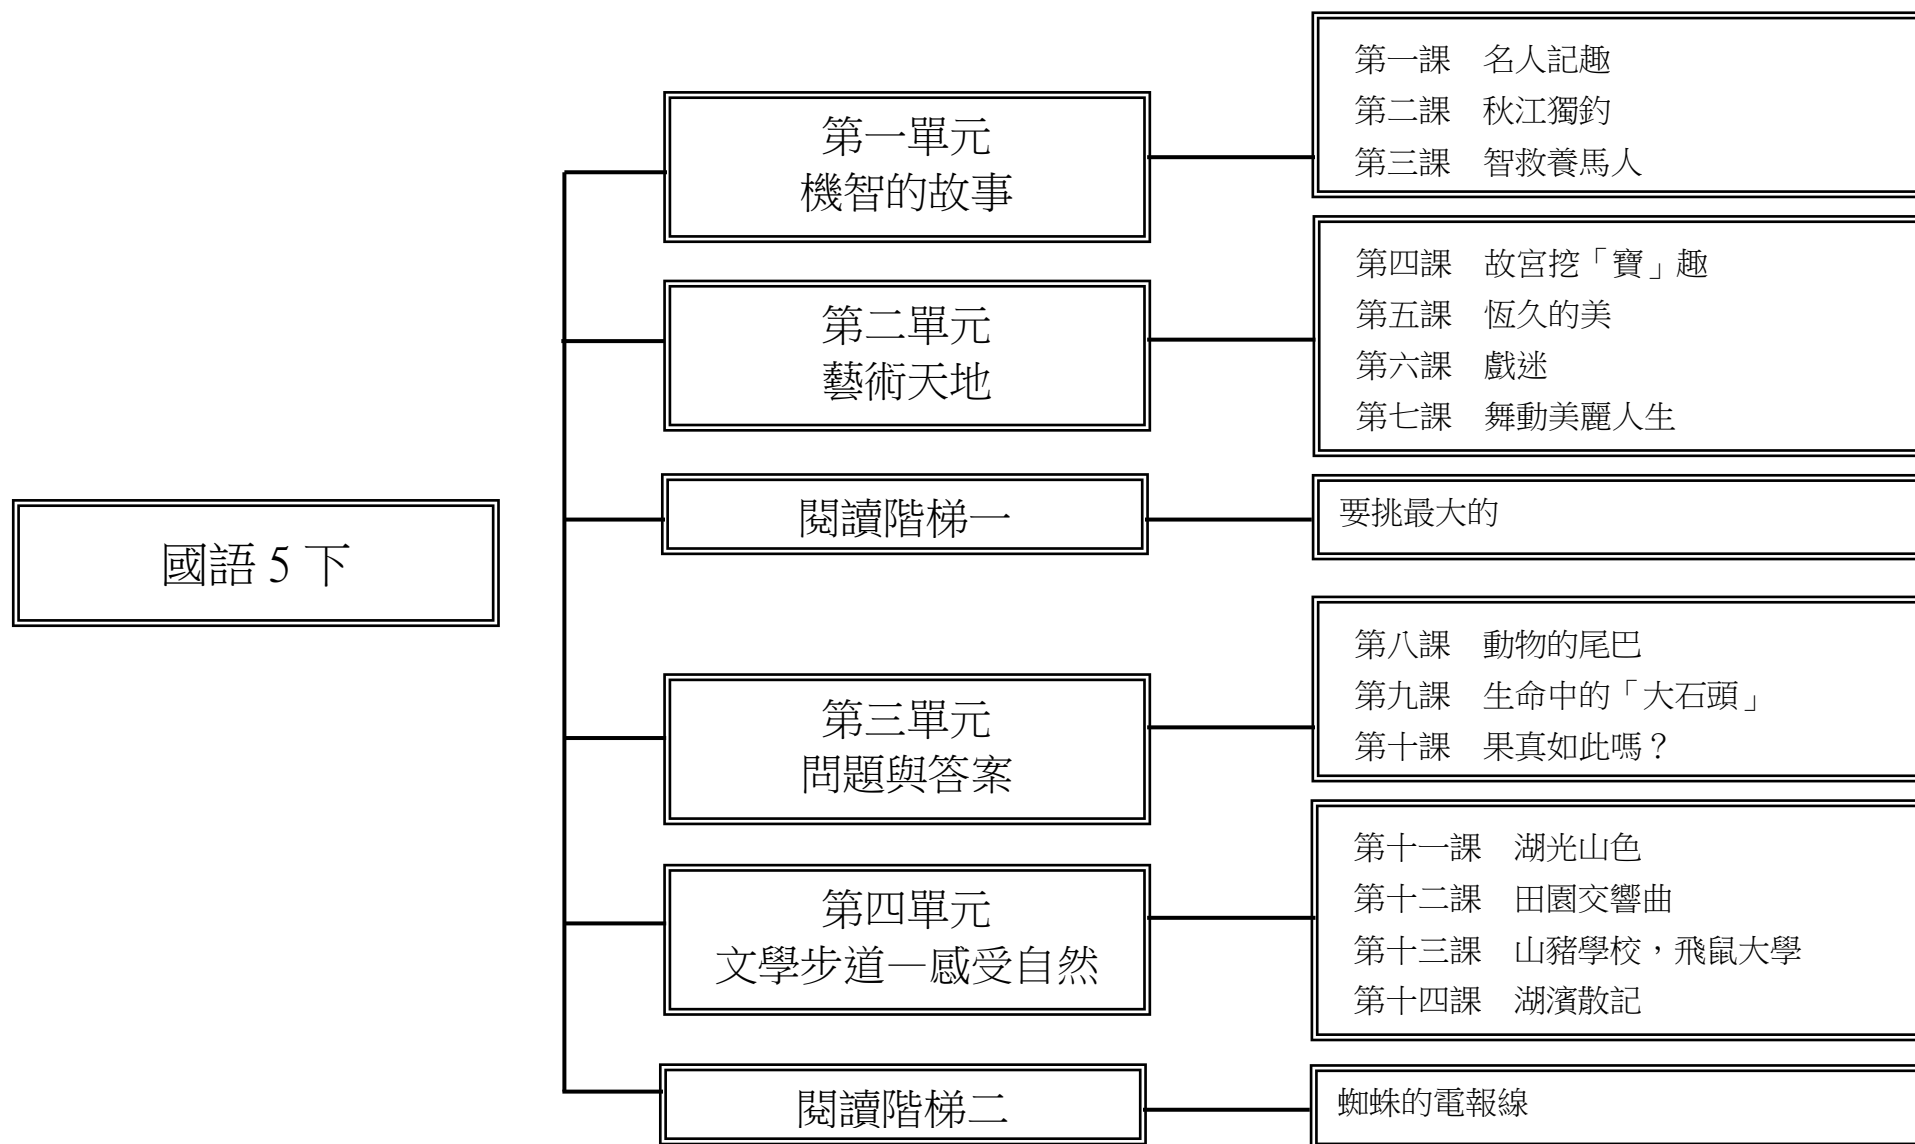 國語 5 下
第一單元
機智的故事
第一課　名人記趣
第二課　秋江獨釣
第三課　智救養馬人
第二單元
藝術天地
第四課　故宮挖「寶」趣
第五課　恆久的美
第六課　戲迷
第七課　舞動美麗人生
閱讀階梯一
要挑最大的
第三單元
問題與答案
第八課　動物的尾巴
第九課　生命中的「大石頭」
第十課　果真如此嗎？
第四單元
文學步道—感受自然
第十一課　湖光山色
第十二課　田園交響曲
第十三課　山豬學校，飛鼠大學
第十四課　湖濱散記
閱讀階梯二
蜘蛛的電報線